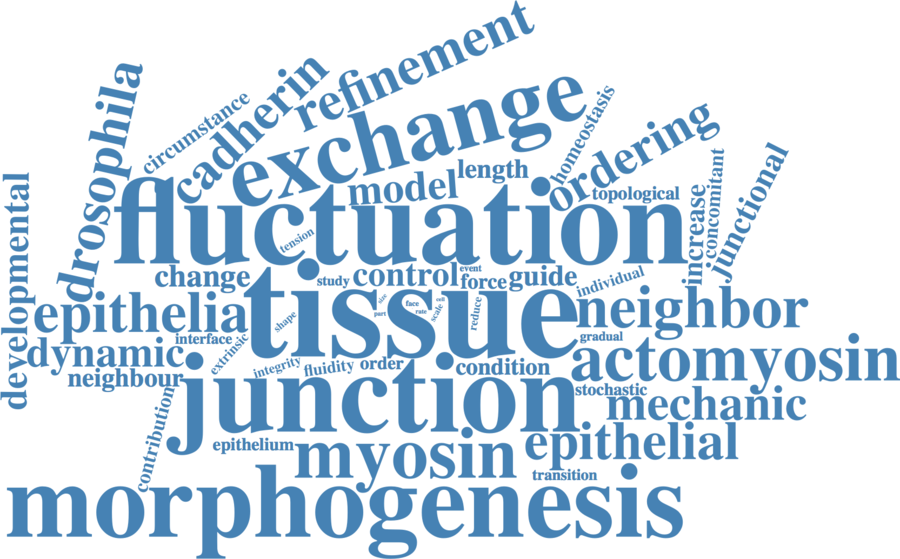 refinement
cadherin
drosophila
circumstance
exchange
homeostasis
ordering
length
model
topological
junctional
concomitant
increase
developmental
fluctuation
tension
change
study
control
event
force
guide
individual
tissue
size
part
face
rate
scale
cell
reduce
shape
neighbor
epithelia
interface
extrinsic
gradual
dynamic
neighbour
integrity
fluidity
order
condition
actomyosin
stochastic
junction
mechanic
contribution
epithelium
myosin
epithelial
transition
morphogenesis